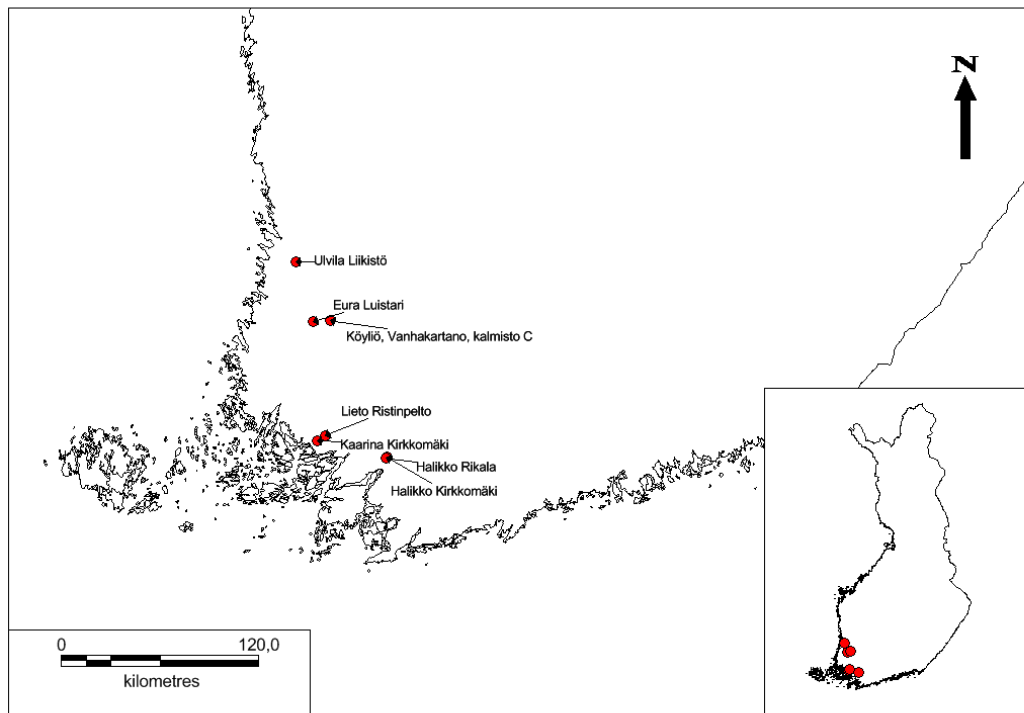 N
Ulvila Liikistö
Eura Luistari
Köyliö, Vanhakartano, kalmisto C
Lieto Ristinpelto
Kaarina Kirkkomäki
Halikko Rikala
Halikko Kirkkomäki
0 120,0
kilometres